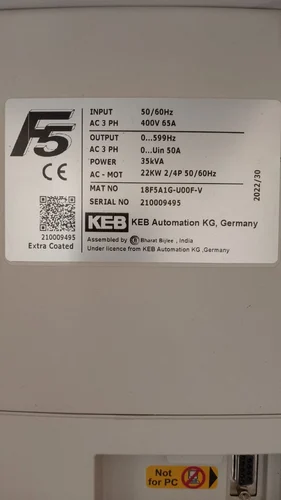 F5
CE
INPUT 50/60Hz
AC 3 PH 400V 65A
OUTPUT 0...599Hz
AC 3 PH 0...Uin 50A
POWER 35kVA
AC - MOT 22KW 2/4P 50/60Hz
MAT NO 18F5A1G-U00F-V
SERIAL NO 210009495
2022/30
210009495
Extra Coated
KEB KEB Automation KG, Germany
Assembled by Bharat Bijlee , India
Under licence from KEB Automation KG ,Germany
Not
for PC